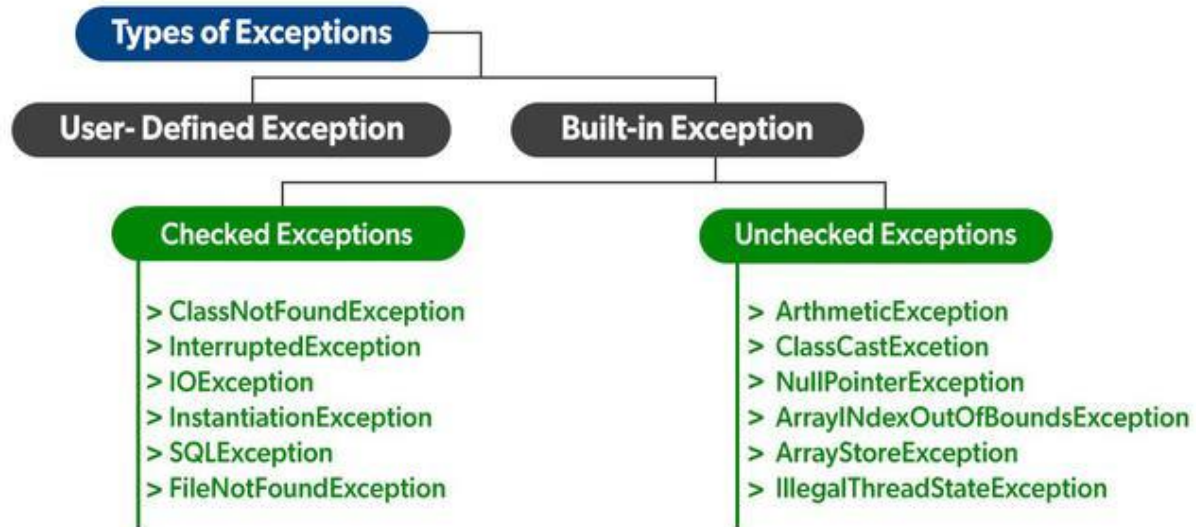 Types of Exceptions
User- Defined Exception
Built-in Exception
Checked Exceptions
> ClassNotFoundException
> InterruptedException
> IOException
> InstantiationException
> SQLException
> FileNotFoundException
Unchecked Exceptions
> ArthmeticException
> ClassCastExcetion
> NullPointerException
> ArrayINdexOutOfBoundsException
> ArrayStoreException
> IllegalThreadStateException